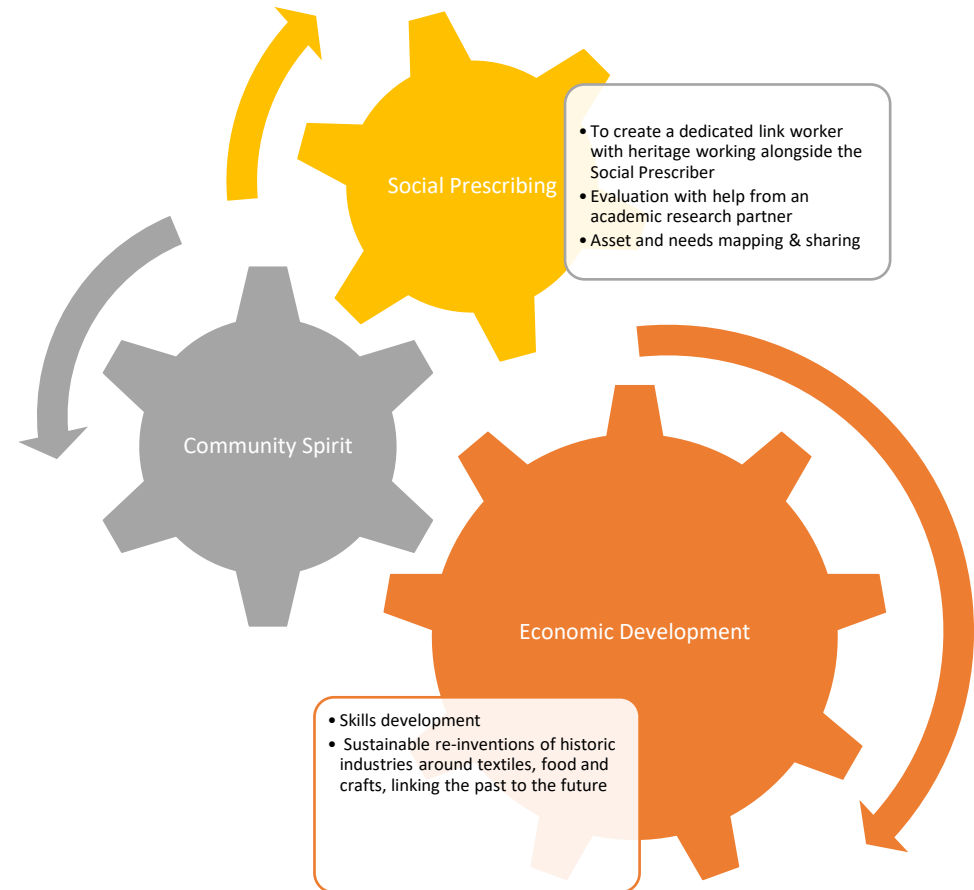 Social Prescribing
• To create a dedicated link worker
with heritage working alongside the
Social Prescriber
• Evaluation with help from an
academic research partner
• Asset and needs mapping & sharing
Community Spirit
Economic Development
• Skills development
• Sustainable re-inventions of historic
industries around textiles, food and
crafts, linking the past to the future